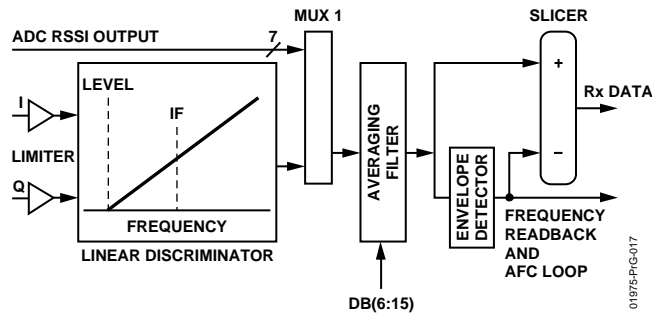 MUX 1
SLICER
ADC RSSI OUTPUT
7
LEVEL
I
IF
+
Rx DATA
LIMITER
AVERAGING
FILTER
–
Q
ENVELOPE
DETECTOR
FREQUENCY
LINEAR DISCRIMINATOR
FREQUENCY
READBACK
AND
AFC LOOP
DB(6:15)
01975-PrG-017